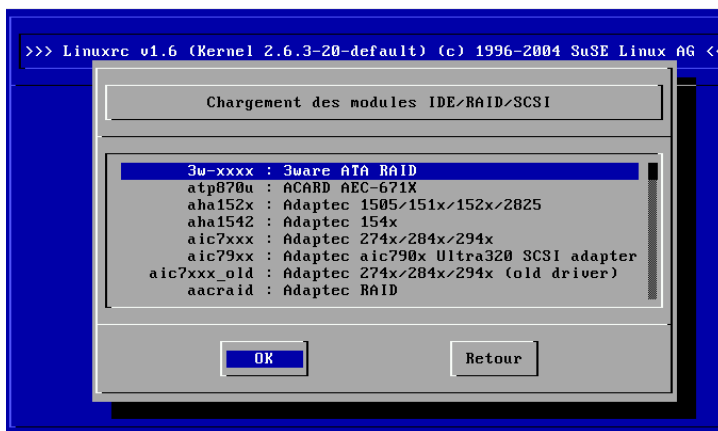 >>> Linuxrc v1.6 (Kernel 2.6.3-20-default) (c) 1996-2004 SuSE Linux AG <
Chargement des modules IDE/RAID/SCSI
3w-xxxx : 3ware ATA RAID
atp870u : ACARD AEC-671X
aha152x : Adaptec 1505/151x/152x/2825
aha1542 : Adaptec 154x
aic7xxx : Adaptec 274x/284x/294x
aic79xx : Adaptec aic790x Ultra320 SCSI adapter
aic7xxx_old : Adaptec 274x/284x/294x (old driver)
aacraid : Adaptec RAID
OK Retour